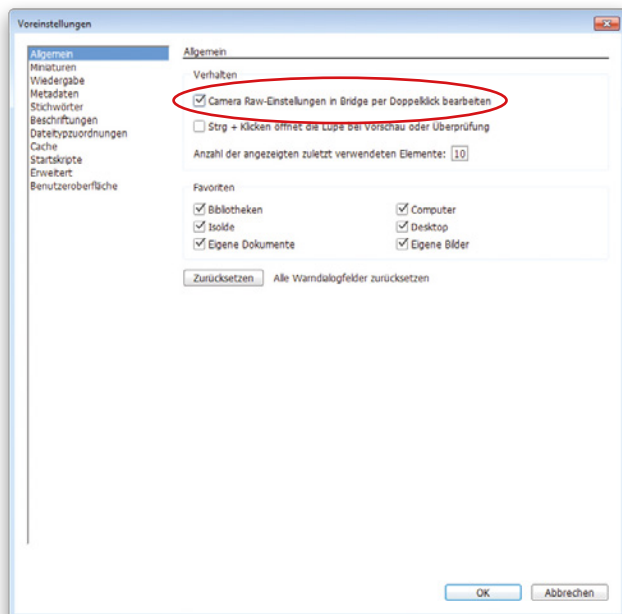 Voreinstellungen
Allgemein
Miniaturen
Wiedergabe
Metadaten
Stichwörter
Beschriftungen
Dateitypzuordnungen
Cache
Startskripte
Erweitert
Benutzeroberfläche
Allgemein
Verhalten
Camera Raw-Einstellungen in Bridge per Doppelklick bearbeiten
Strg + Klicken öffnet die Lupe bei Vorschau oder Überprüfung
Anzahl der angezeigten zuletzt verwendeten Elemente: 10
Favoriten
Bibliotheken
Computer
Isolde
Desktop
Eigene Dokumente
Eigene Bilder
Zurücksetzen Alle Warndialogfelder zurücksetzen
OK Abbrechen